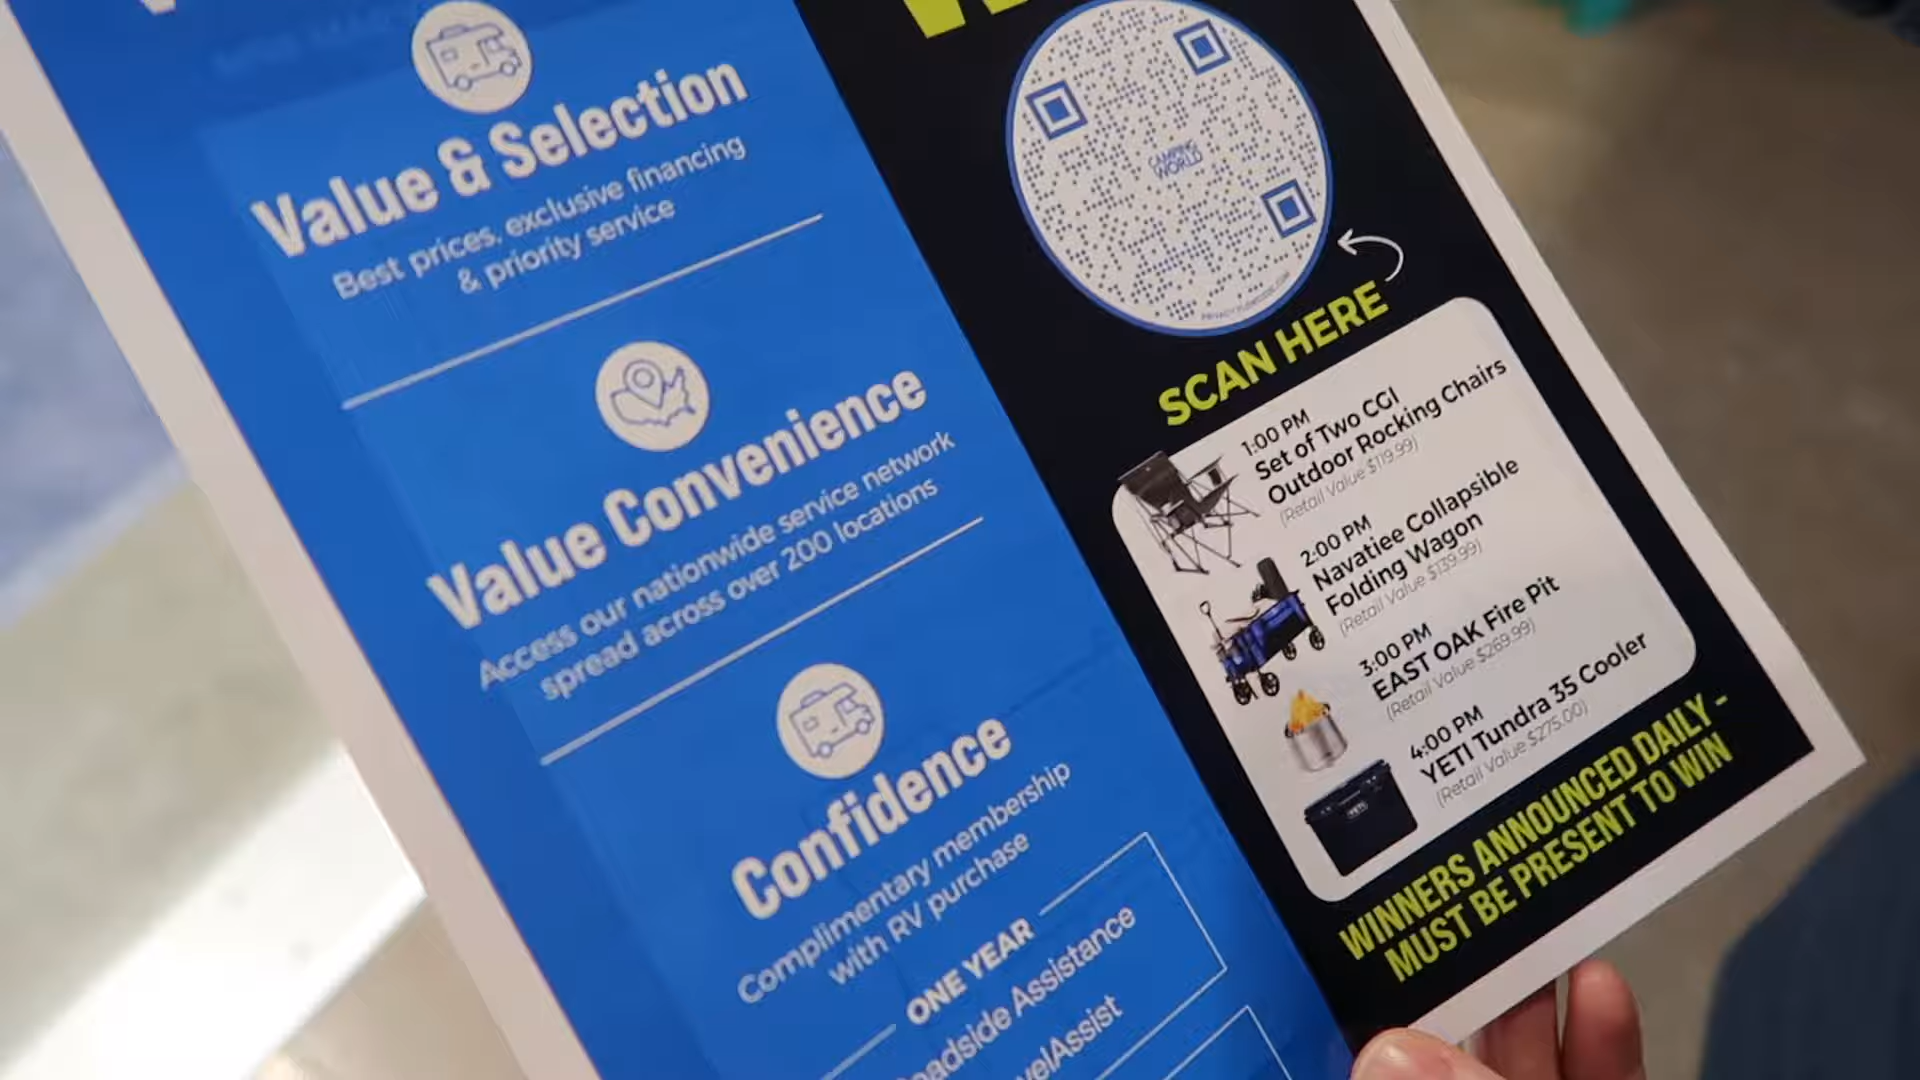 Value & Selection
Best prices, exclusive financing
& priority service
Value Convenience
Access our nationwide service network
spread across over 200 locations
Confidence
Complimentary membership
with RV purchase
ONE YEAR
Assistance
CAMPING
WORLD
SCAN HERE
1:00 PM
Set of Two CGI
Outdoor Rocking Chairs
(Retail Value $119.99)
2:00 PM
Navatiee Collapsible
Folding Wagon
(Retail Value $139.99)
3:00 PM
EAST OAK Fire Pit
(Retail Value $269.99)
4:00 PM
YETI Tundra 35 Cooler
(Retail Value $275.00)
YETI
WINNERS ANNOUNCED DAILY -
MUST BE PRESENT TO WIN